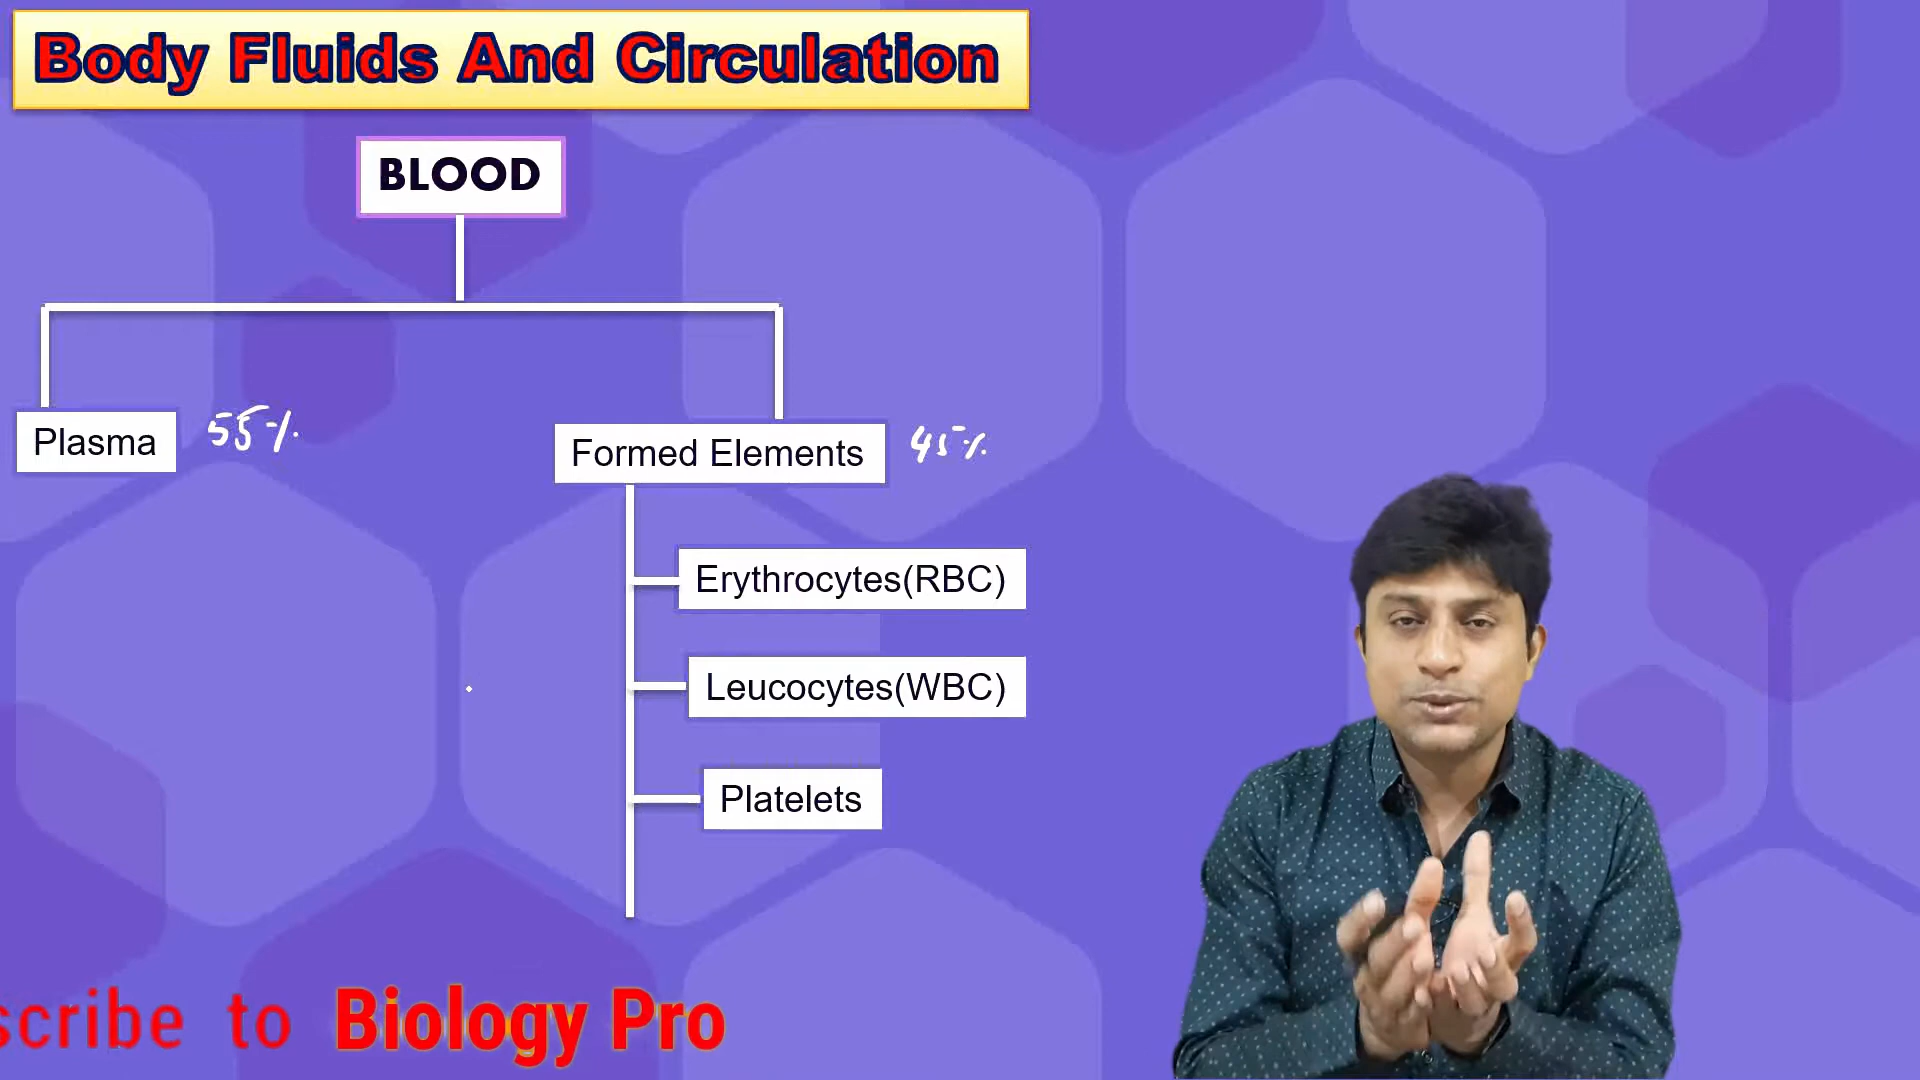 Body Fluids And Circulation
BLOOD
Plasma
55%
Formed Elements
45%
Erythrocytes(RBC)
Leucocytes(WBC)
Platelets
scribe to Biology Pro